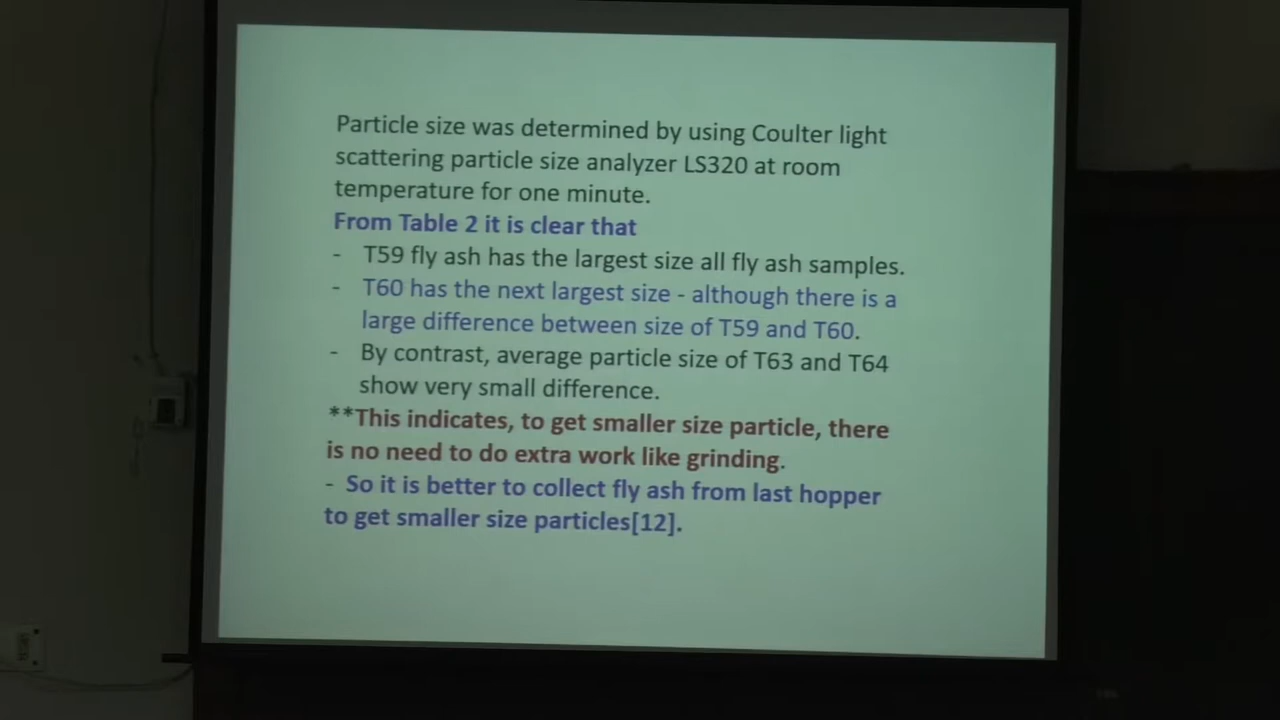 Particle size was determined by using Coulter light
scattering particle size analyzer LS320 at room
temperature for one minute.
From Table 2 it is clear that
- T59 fly ash has the largest size all fly ash samples.
- T60 has the next largest size - although there is a
large difference between size of T59 and T60.
- By contrast, average particle size of T63 and T64
show very small difference.
**This indicates, to get smaller size particle, there
is no need to do extra work like grinding.
- So it is better to collect fly ash from last hopper
to get smaller size particles[12].